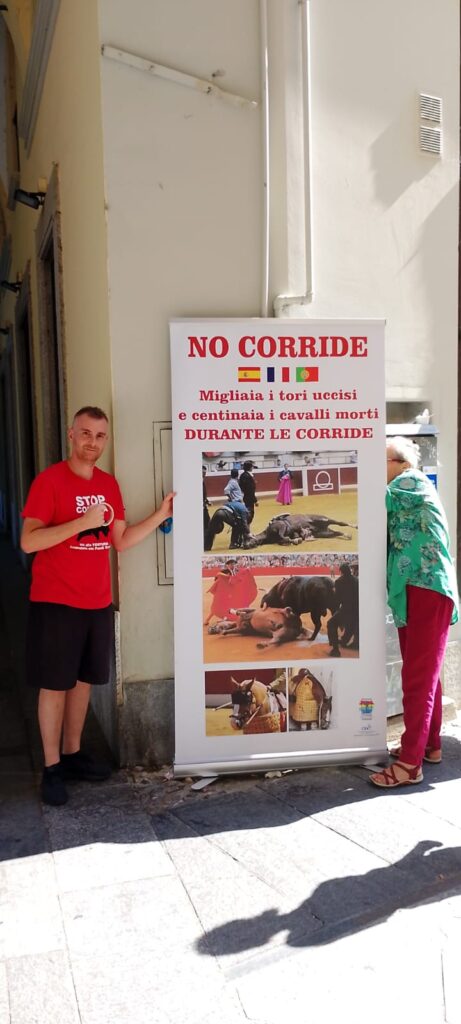 NO CORRIDE
Migliaia i tori uccisi
e centinaia i cavalli morti
DURANTE LE CORRIDE
STOP